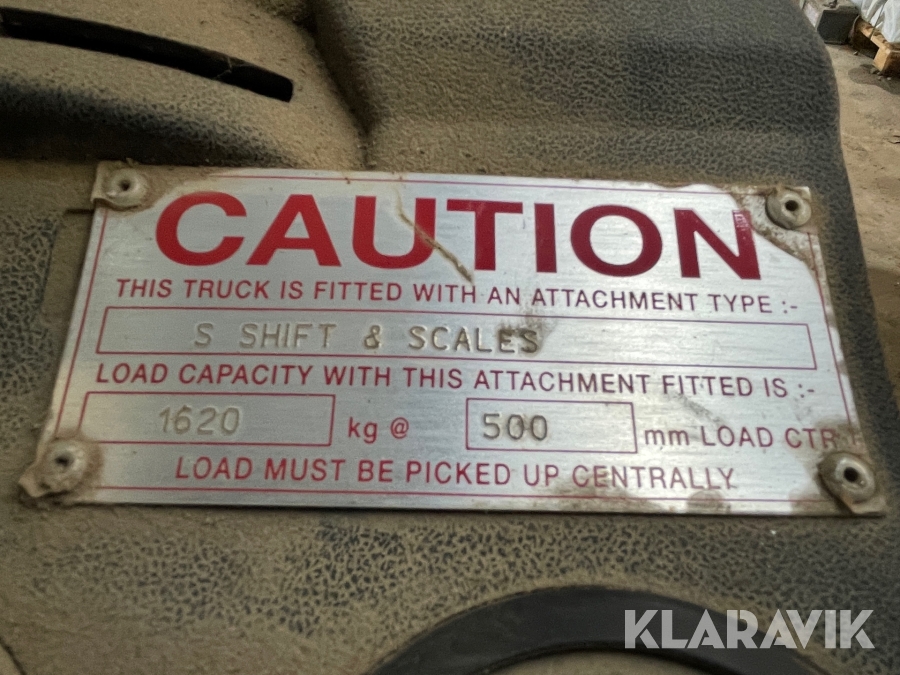 CAUTION
THIS TRUCK IS FITTED WITH AN ATTACHMENT TYPE :-
S SHIFT & SCALES
LOAD CAPACITY WITH THIS ATTACHMENT FITTED IS :-
1620 kg @ 500 mm LOAD CTR
LOAD MUST BE PICKED UP CENTRALLY
KLARAVIK